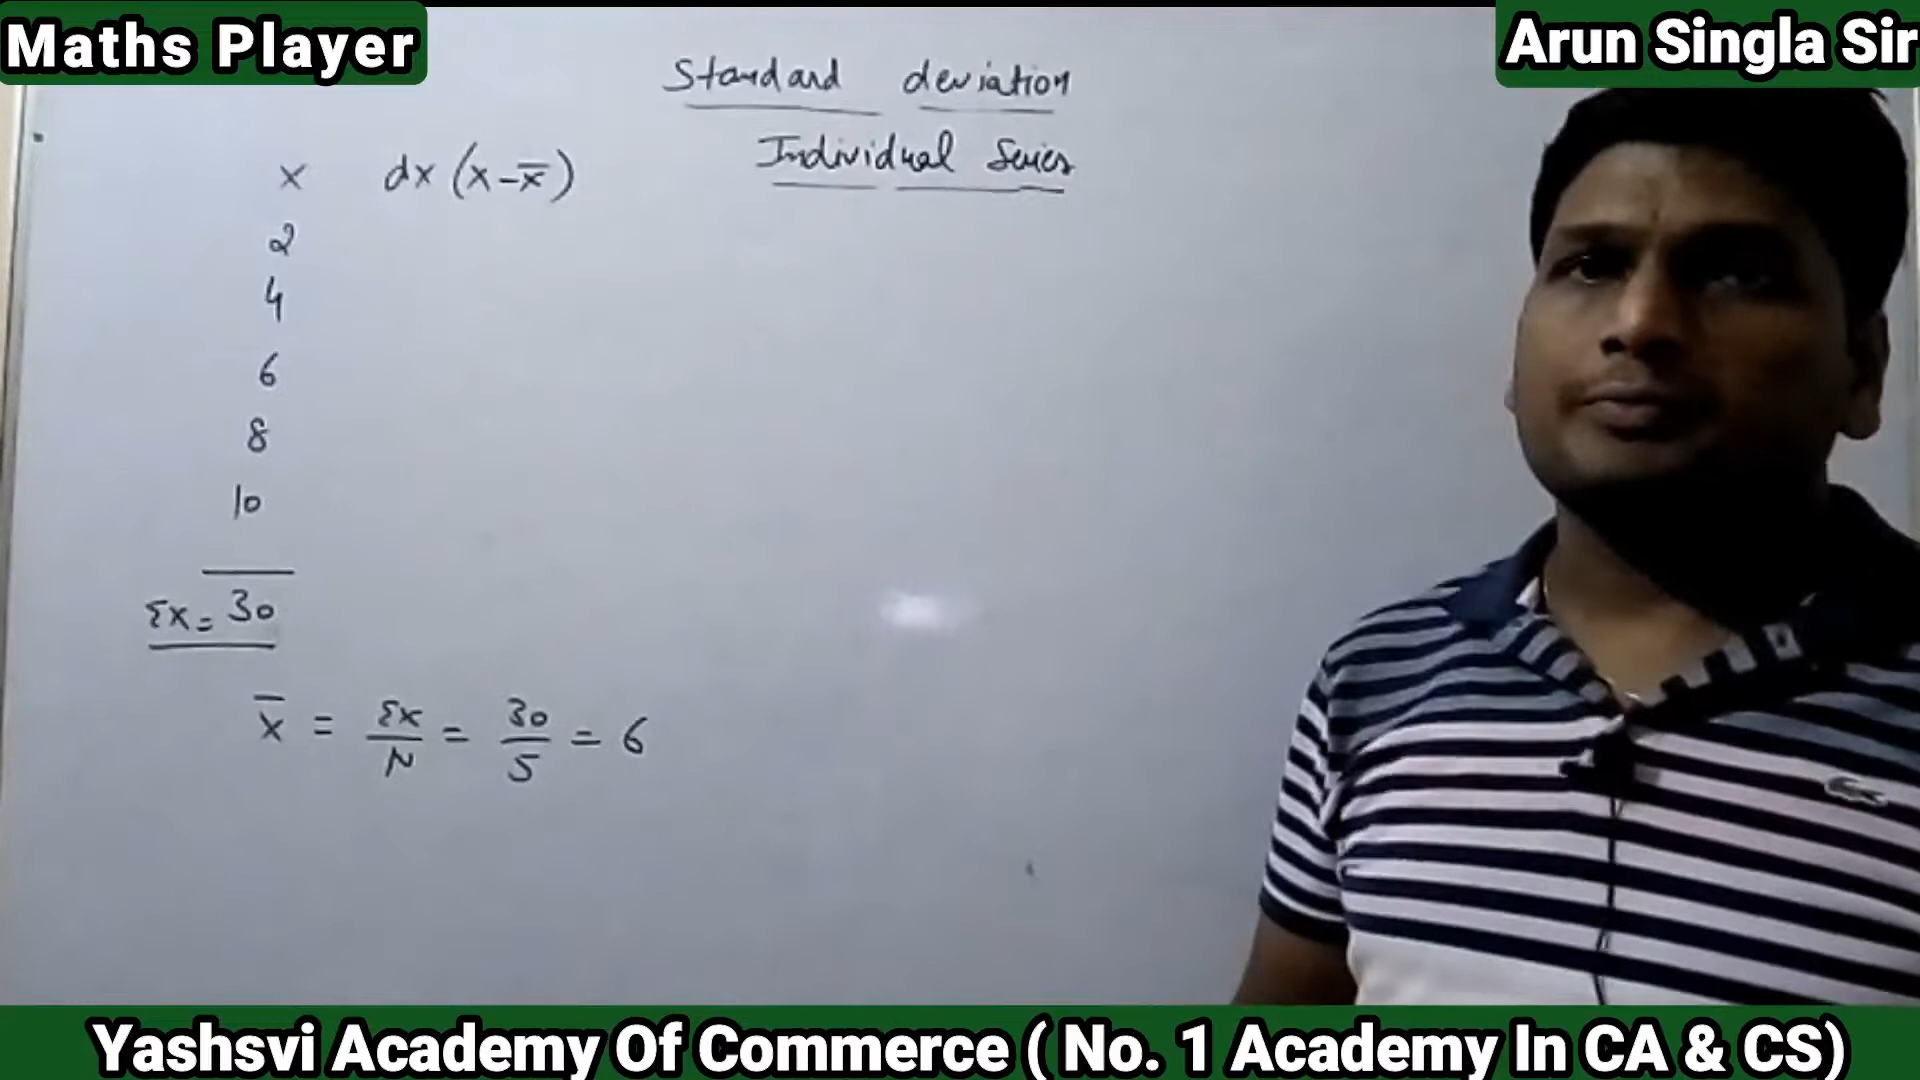 Maths Player
Arun Singla Sir
Standard deviation
Individual Series
x dx (x-x̅)
2
4
6
8
10
Σx = 30
x̅ = Σx/N = 30/5 = 6
Yashsvi Academy Of Commerce ( No. 1 Academy In CA & CS)